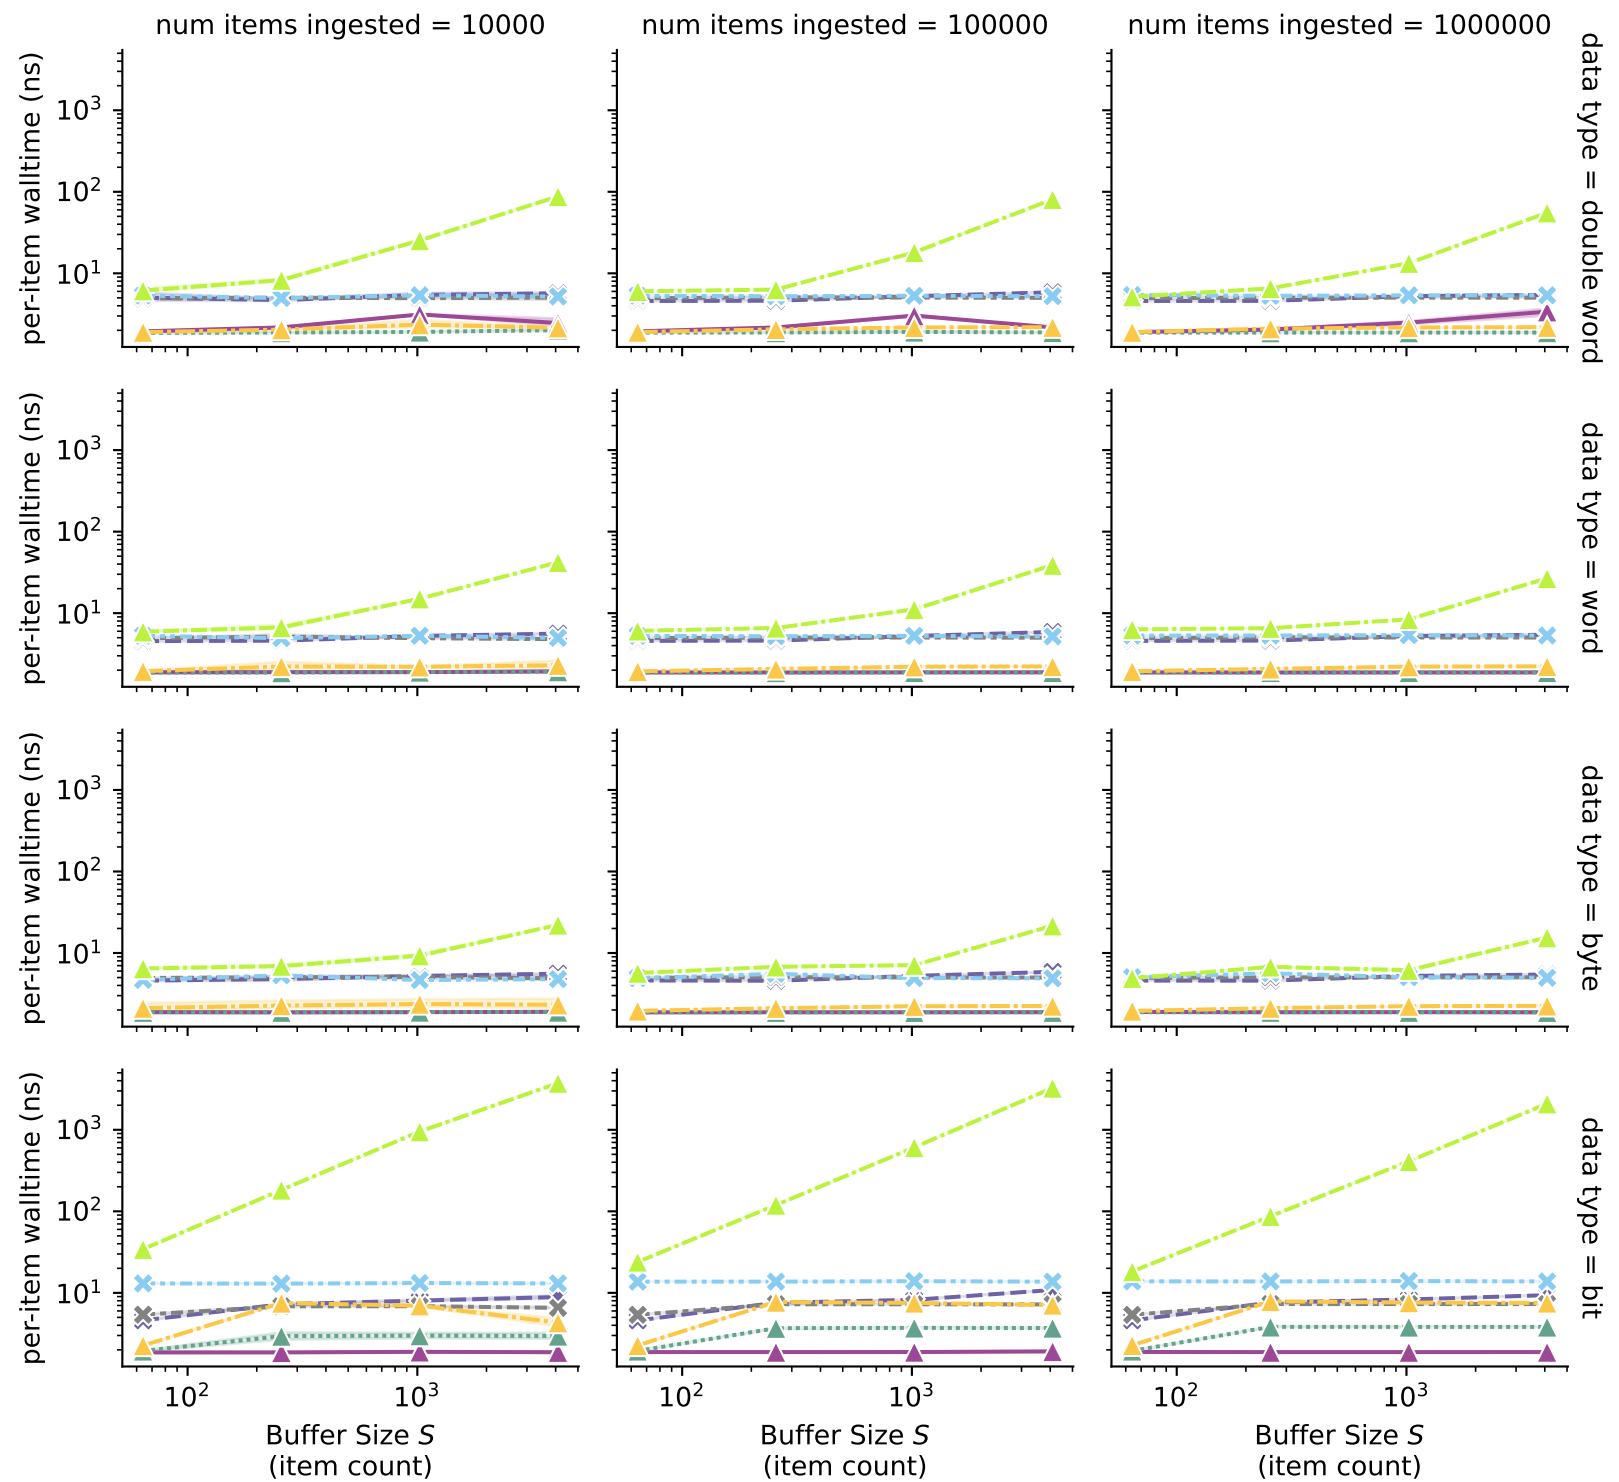 num items ingested = 10000
num items ingested = 100000
num items ingested = 1000000
per-item walltime (ns)
10³
10²
10¹
data type = double word
per-item walltime (ns)
10³
10²
10¹
data type = word
per-item walltime (ns)
10³
10²
10¹
data type = byte
per-item walltime (ns)
10³
10²
10¹
data type = bit
10² 10³
10² 10³
10² 10³
Buffer Size S
(item count)
Buffer Size S
(item count)
Buffer Size S
(item count)